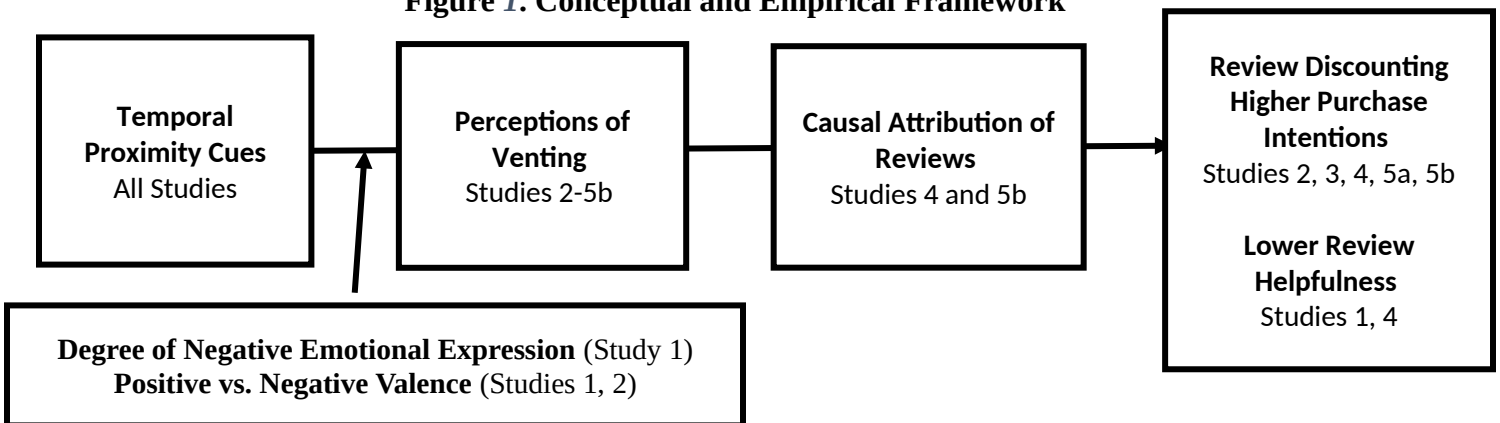 Figure 1. Conceptual and Empirical Framework
Temporal
Proximity Cues
All Studies
Perceptions of
Venting
Studies 2-5b
Causal Attribution of
Reviews
Studies 4 and 5b
Review Discounting
Higher Purchase
Intentions
Studies 2, 3, 4, 5a, 5b
Lower Review
Helpfulness
Studies 1, 4
Degree of Negative Emotional Expression (Study 1)
Positive vs. Negative Valence (Studies 1, 2)